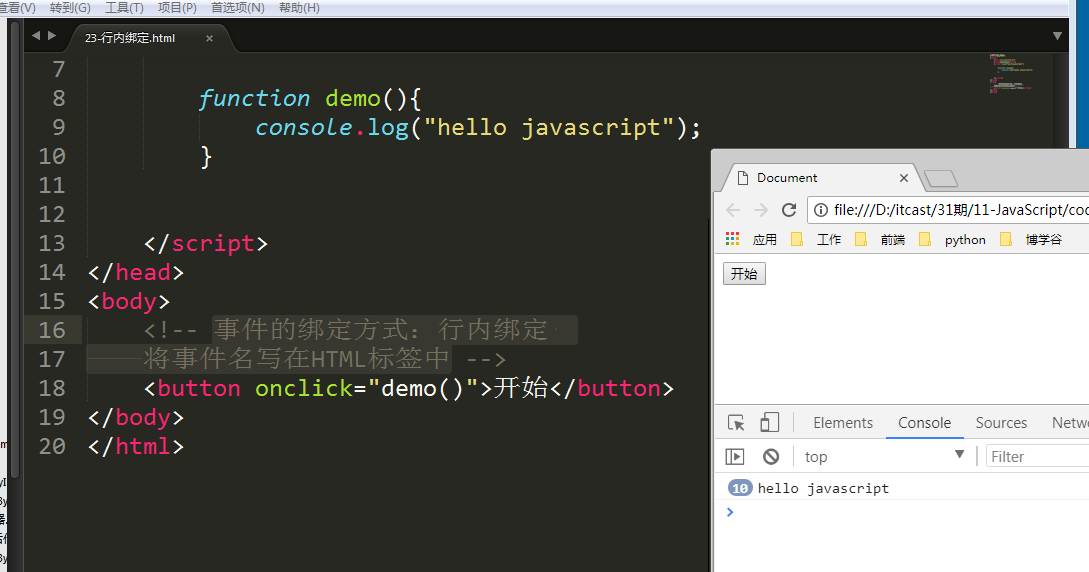 查看(V) 转到(G) 工具(T) 项目(P) 首选项(N) 帮助(H)
23-行内绑定.html ×
7
8 function demo(){
9 console.log("hello javascript");
10 }
11
12
13 </script>
14 </head>
15 <body>
16 <!-- 事件的绑定方式：行内绑定
17 将事件名写在HTML标签中 -->
18 <button onclick="demo()">开始</button>
19 </body>
20 </html>
Document ×
file:///D:/itcast/31期/11-JavaScript/cod
应用 工作 前端 python 博学谷
开始
Elements Console Sources Netw
top Filter
10 hello javascript
>